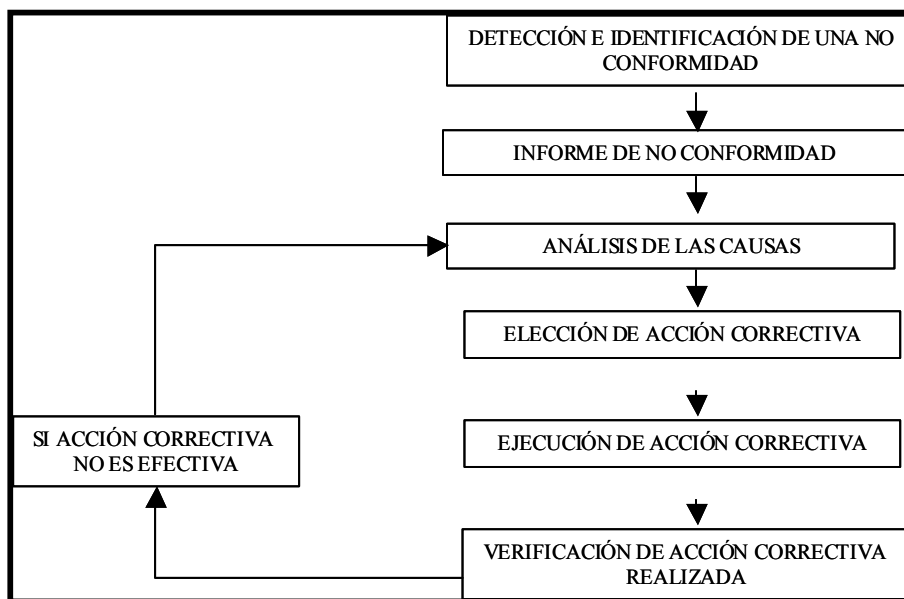 DETECCIÓN E IDENTIFICACIÓN DE UNA NO
CONFORMIDAD
INFORME DE NO CONFORMIDAD
ANÁLISIS DE LAS CAUSAS
ELECCIÓN DE ACCIÓN CORRECTIVA
SI ACCIÓN CORRECTIVA
NO ES EFECTIVA
EJECUCIÓN DE ACCIÓN CORRECTIVA
VERIFICACIÓN DE ACCIÓN CORRECTIVA
REALIZADA